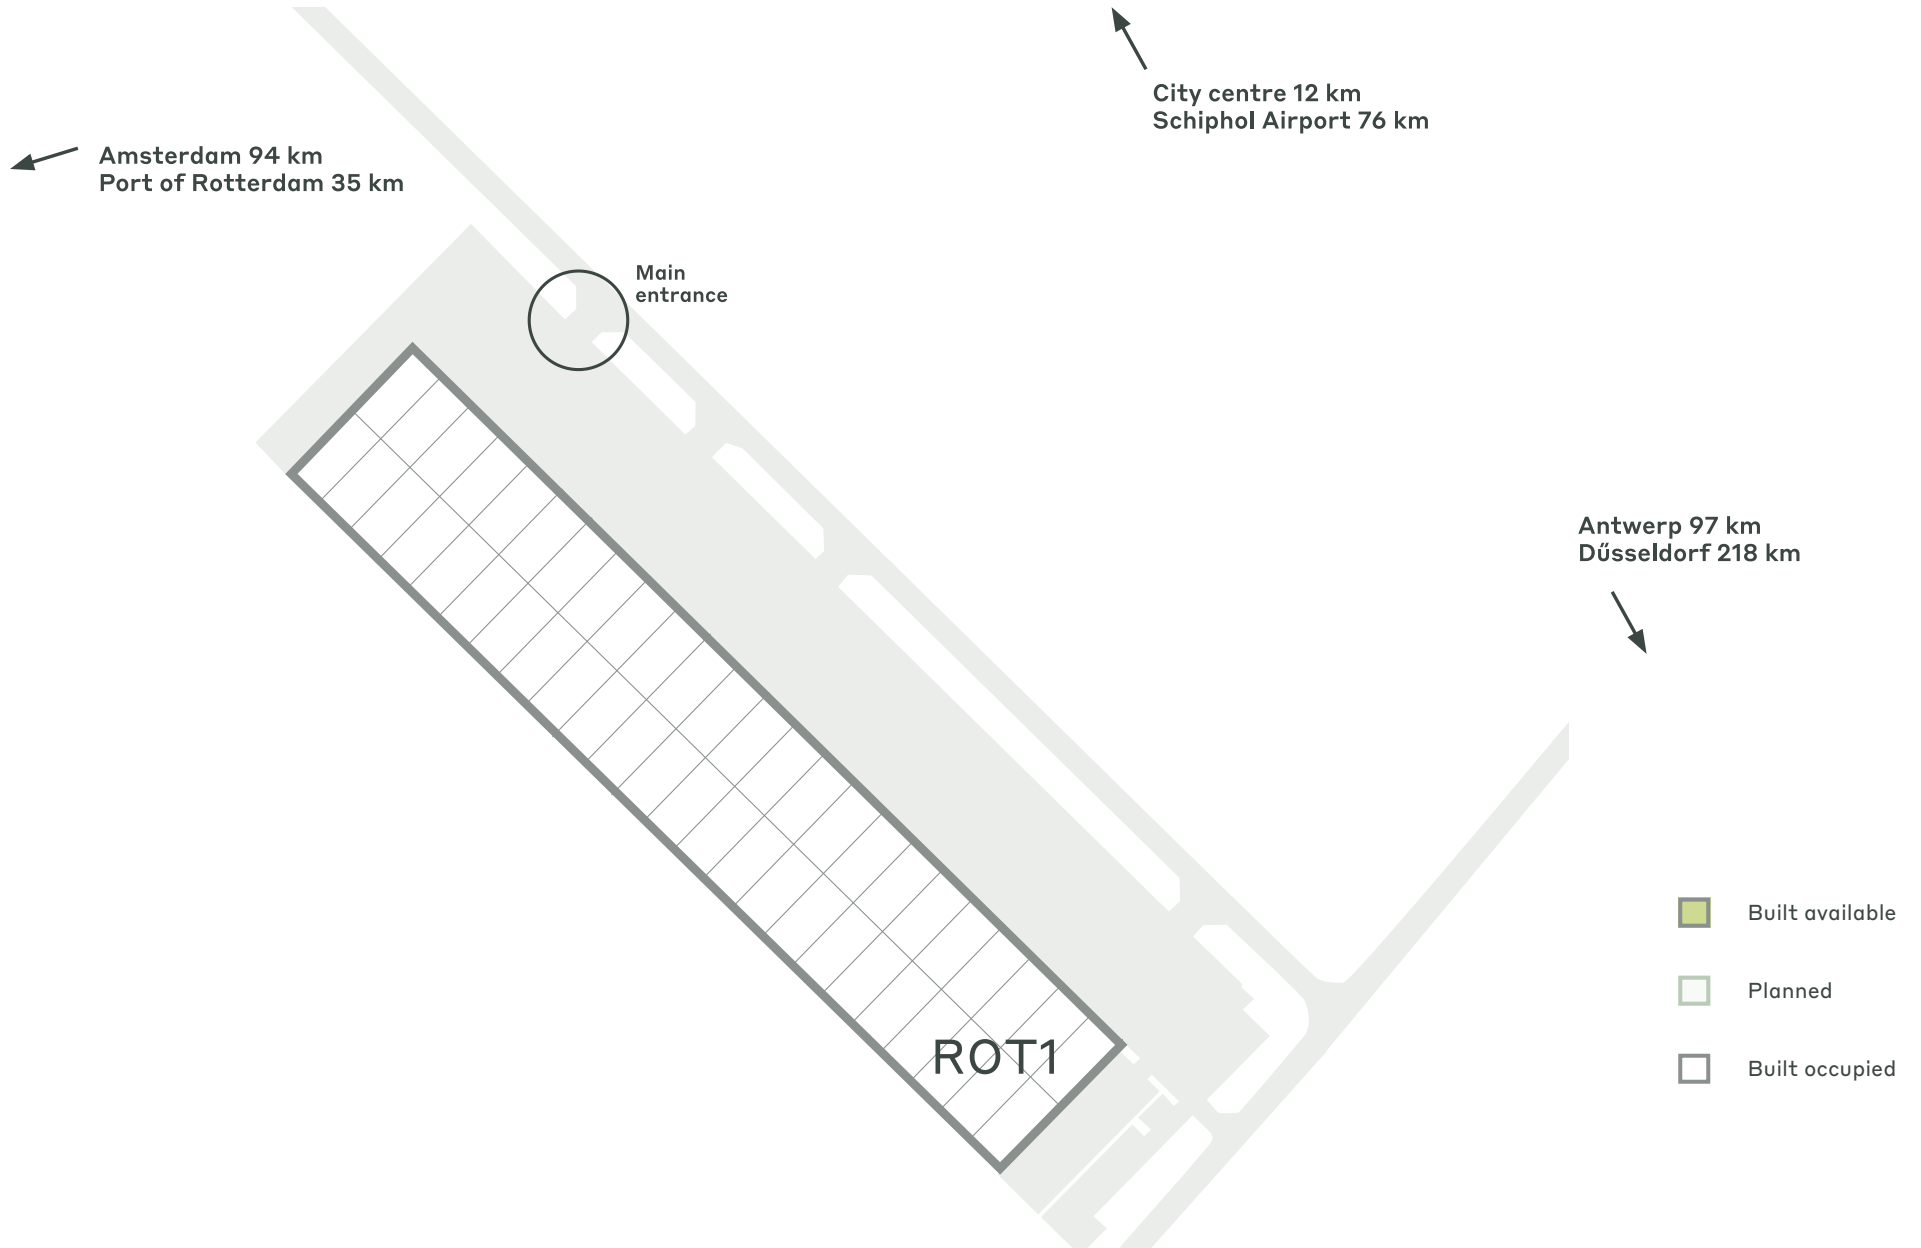 City centre 12 km
Schiphol Airport 76 km
Amsterdam 94 km
Port of Rotterdam 35 km
Main
entrance
Antwerp 97 km
Dűsseldorf 218 km
Built available
Planned
ROT1
Built occupied